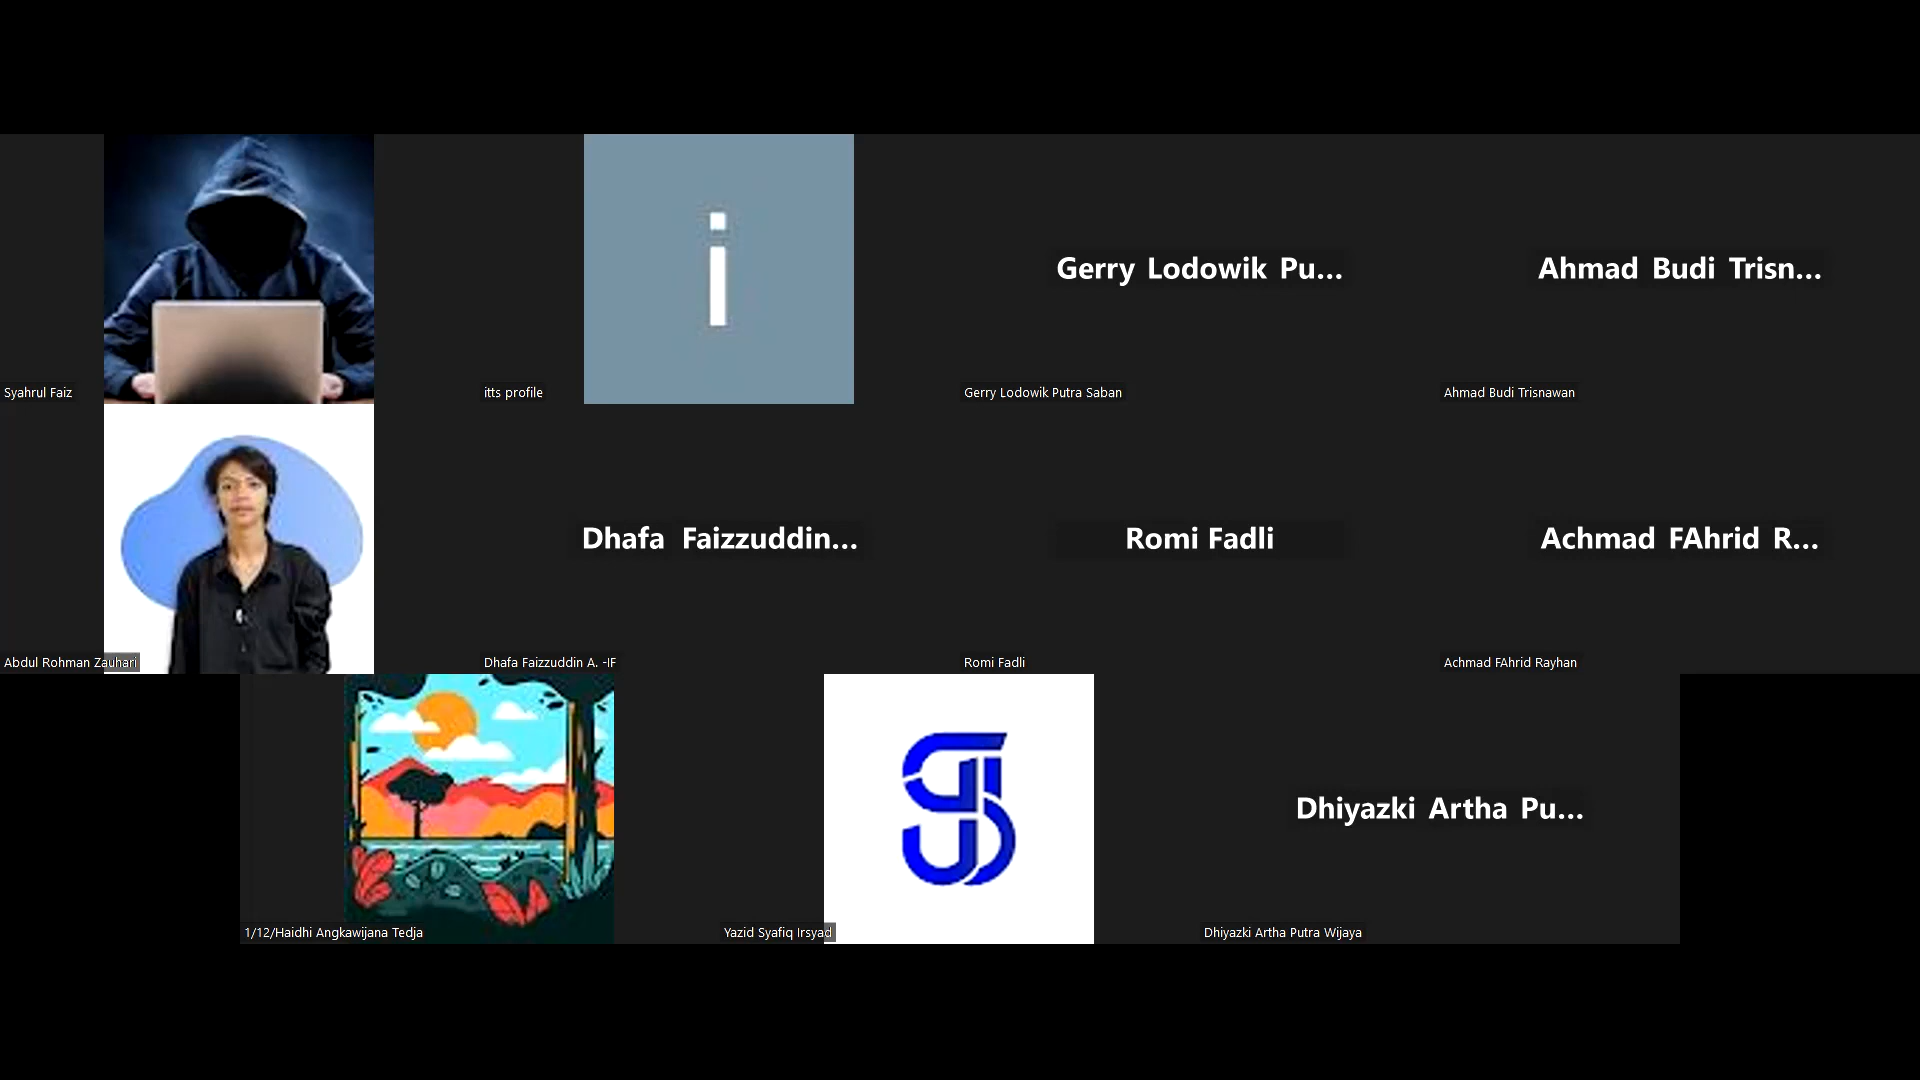 i
Gerry Lodowik Pu...
Ahmad Budi Trisn...
Syahrul Faiz
itts profile
Gerry Lodowik Putra Saban
Ahmad Budi Trisnawan
Dhafa Faizzuddin...
Romi Fadli
Achmad FAhrid R...
Abdul Rohman Zauhari
Dhafa Faizzuddin A. -IF
Romi Fadli
Achmad FAhrid Rayhan
Dhiyazki Artha Pu...
1/12/Haidhi Angkawijana Tedja
Yazid Syafiq Irsyad
Dhiyazki Artha Putra Wijaya